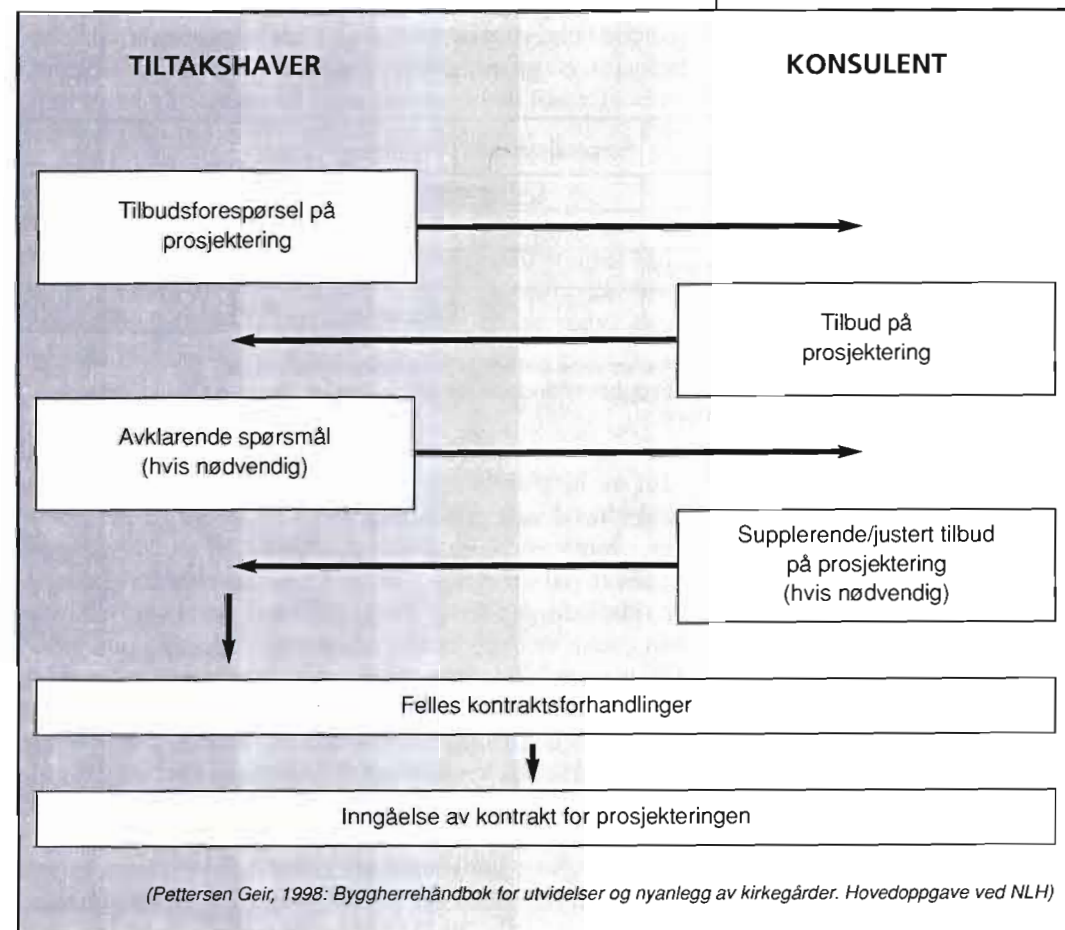 TILTAKSHAVER
KONSULENT
Tilbudsforespørsel på
prosjektering
Tilbud på
prosjektering
Avklarende spørsmål
(hvis nødvendig)
Supplerende/justert tilbud
på prosjektering
(hvis nødvendig)
Felles kontraktsforhandlinger
Inngåelse av kontrakt for prosjekteringen
(Pettersen Geir, 1998: Byggherrehåndbok for utvidelser og nyanlegg av kirkegårder. Hovedoppgave ved NLH)